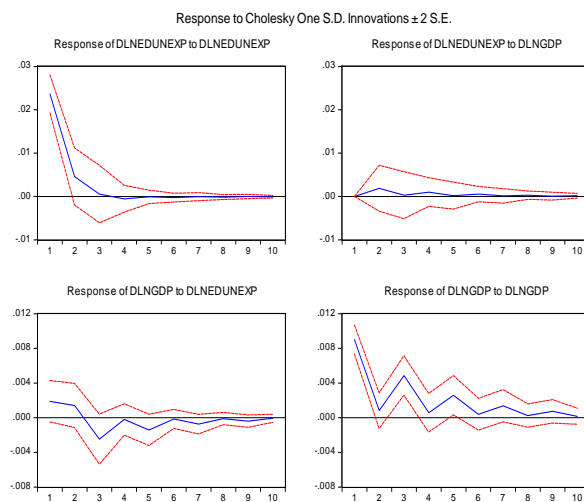 Response to Cholesky One S.D. Innovations ± 2 S.E.
Response of DLNEDUNEXP to DLNEDUNEXP
.03
.02
.01
.00
-.01
1 2 3 4 5 6 7 8 9 10
Response of DLNEDUNEXP to DLNGDP
.03
.02
.01
.00
-.01
1 2 3 4 5 6 7 8 9 10
Response of DLNGDP to DLNEDUNEXP
.012
.008
.004
.000
-.004
-.008
1 2 3 4 5 6 7 8 9 10
Response of DLNGDP to DLNGDP
.012
.008
.004
.000
-.004
-.008
1 2 3 4 5 6 7 8 9 10